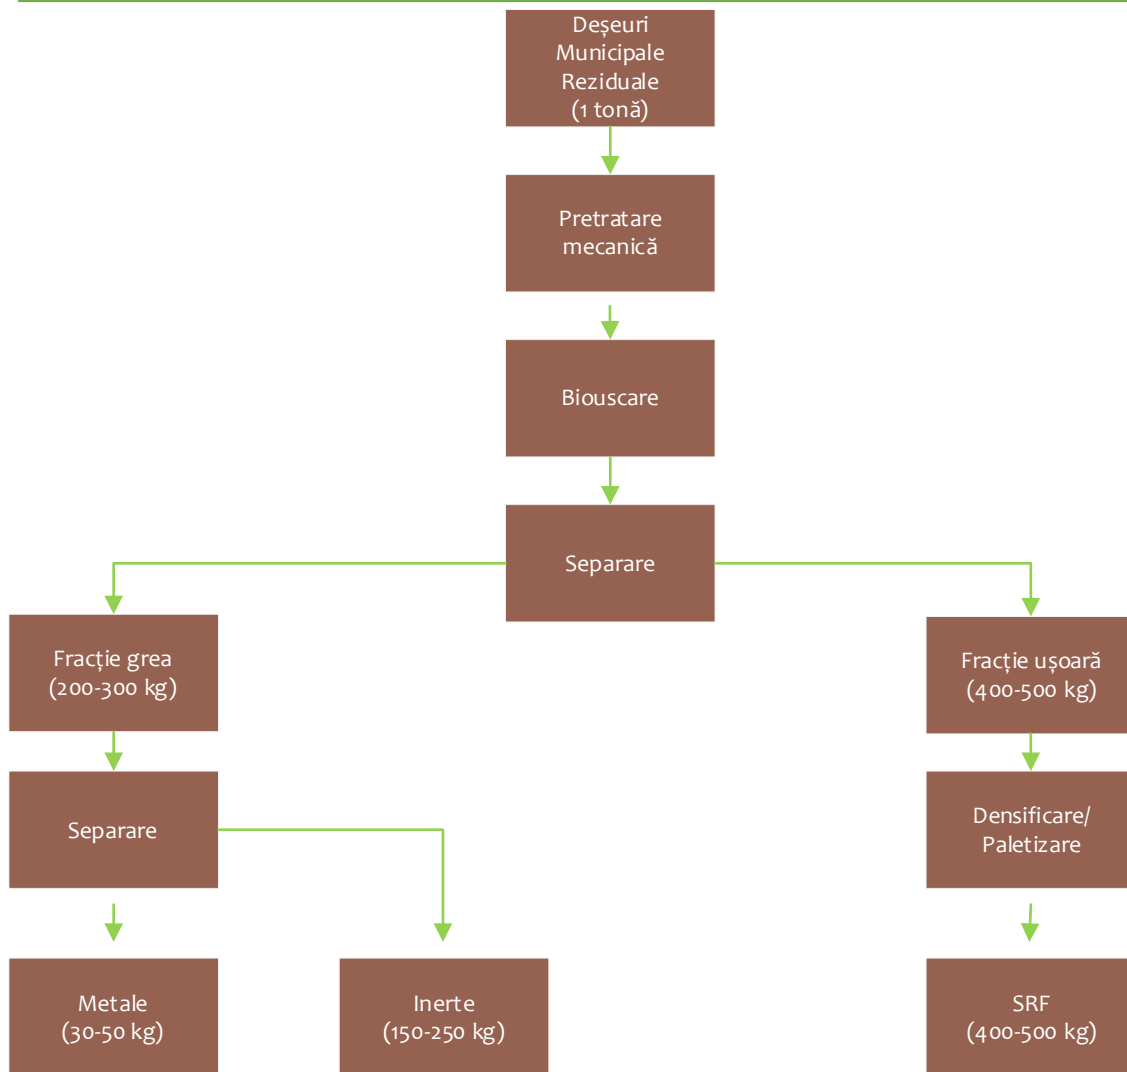 Deșeuri
Municipale
Reziduale
(1 tonă)
Pretratare
mecanică
Biouscare
Separare
Fracție grea
(200-300 kg)
Fracție ușoară
(400-500 kg)
Separare
Densificare/
Paletizare
Metale
(30-50 kg)
Inerte
(150-250 kg)
SRF
(400-500 kg)